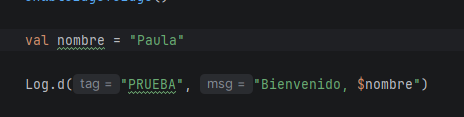 val nombre = "Paula"
Log.d( tag = "PRUEBA", msg = "Bienvenido, $nombre")